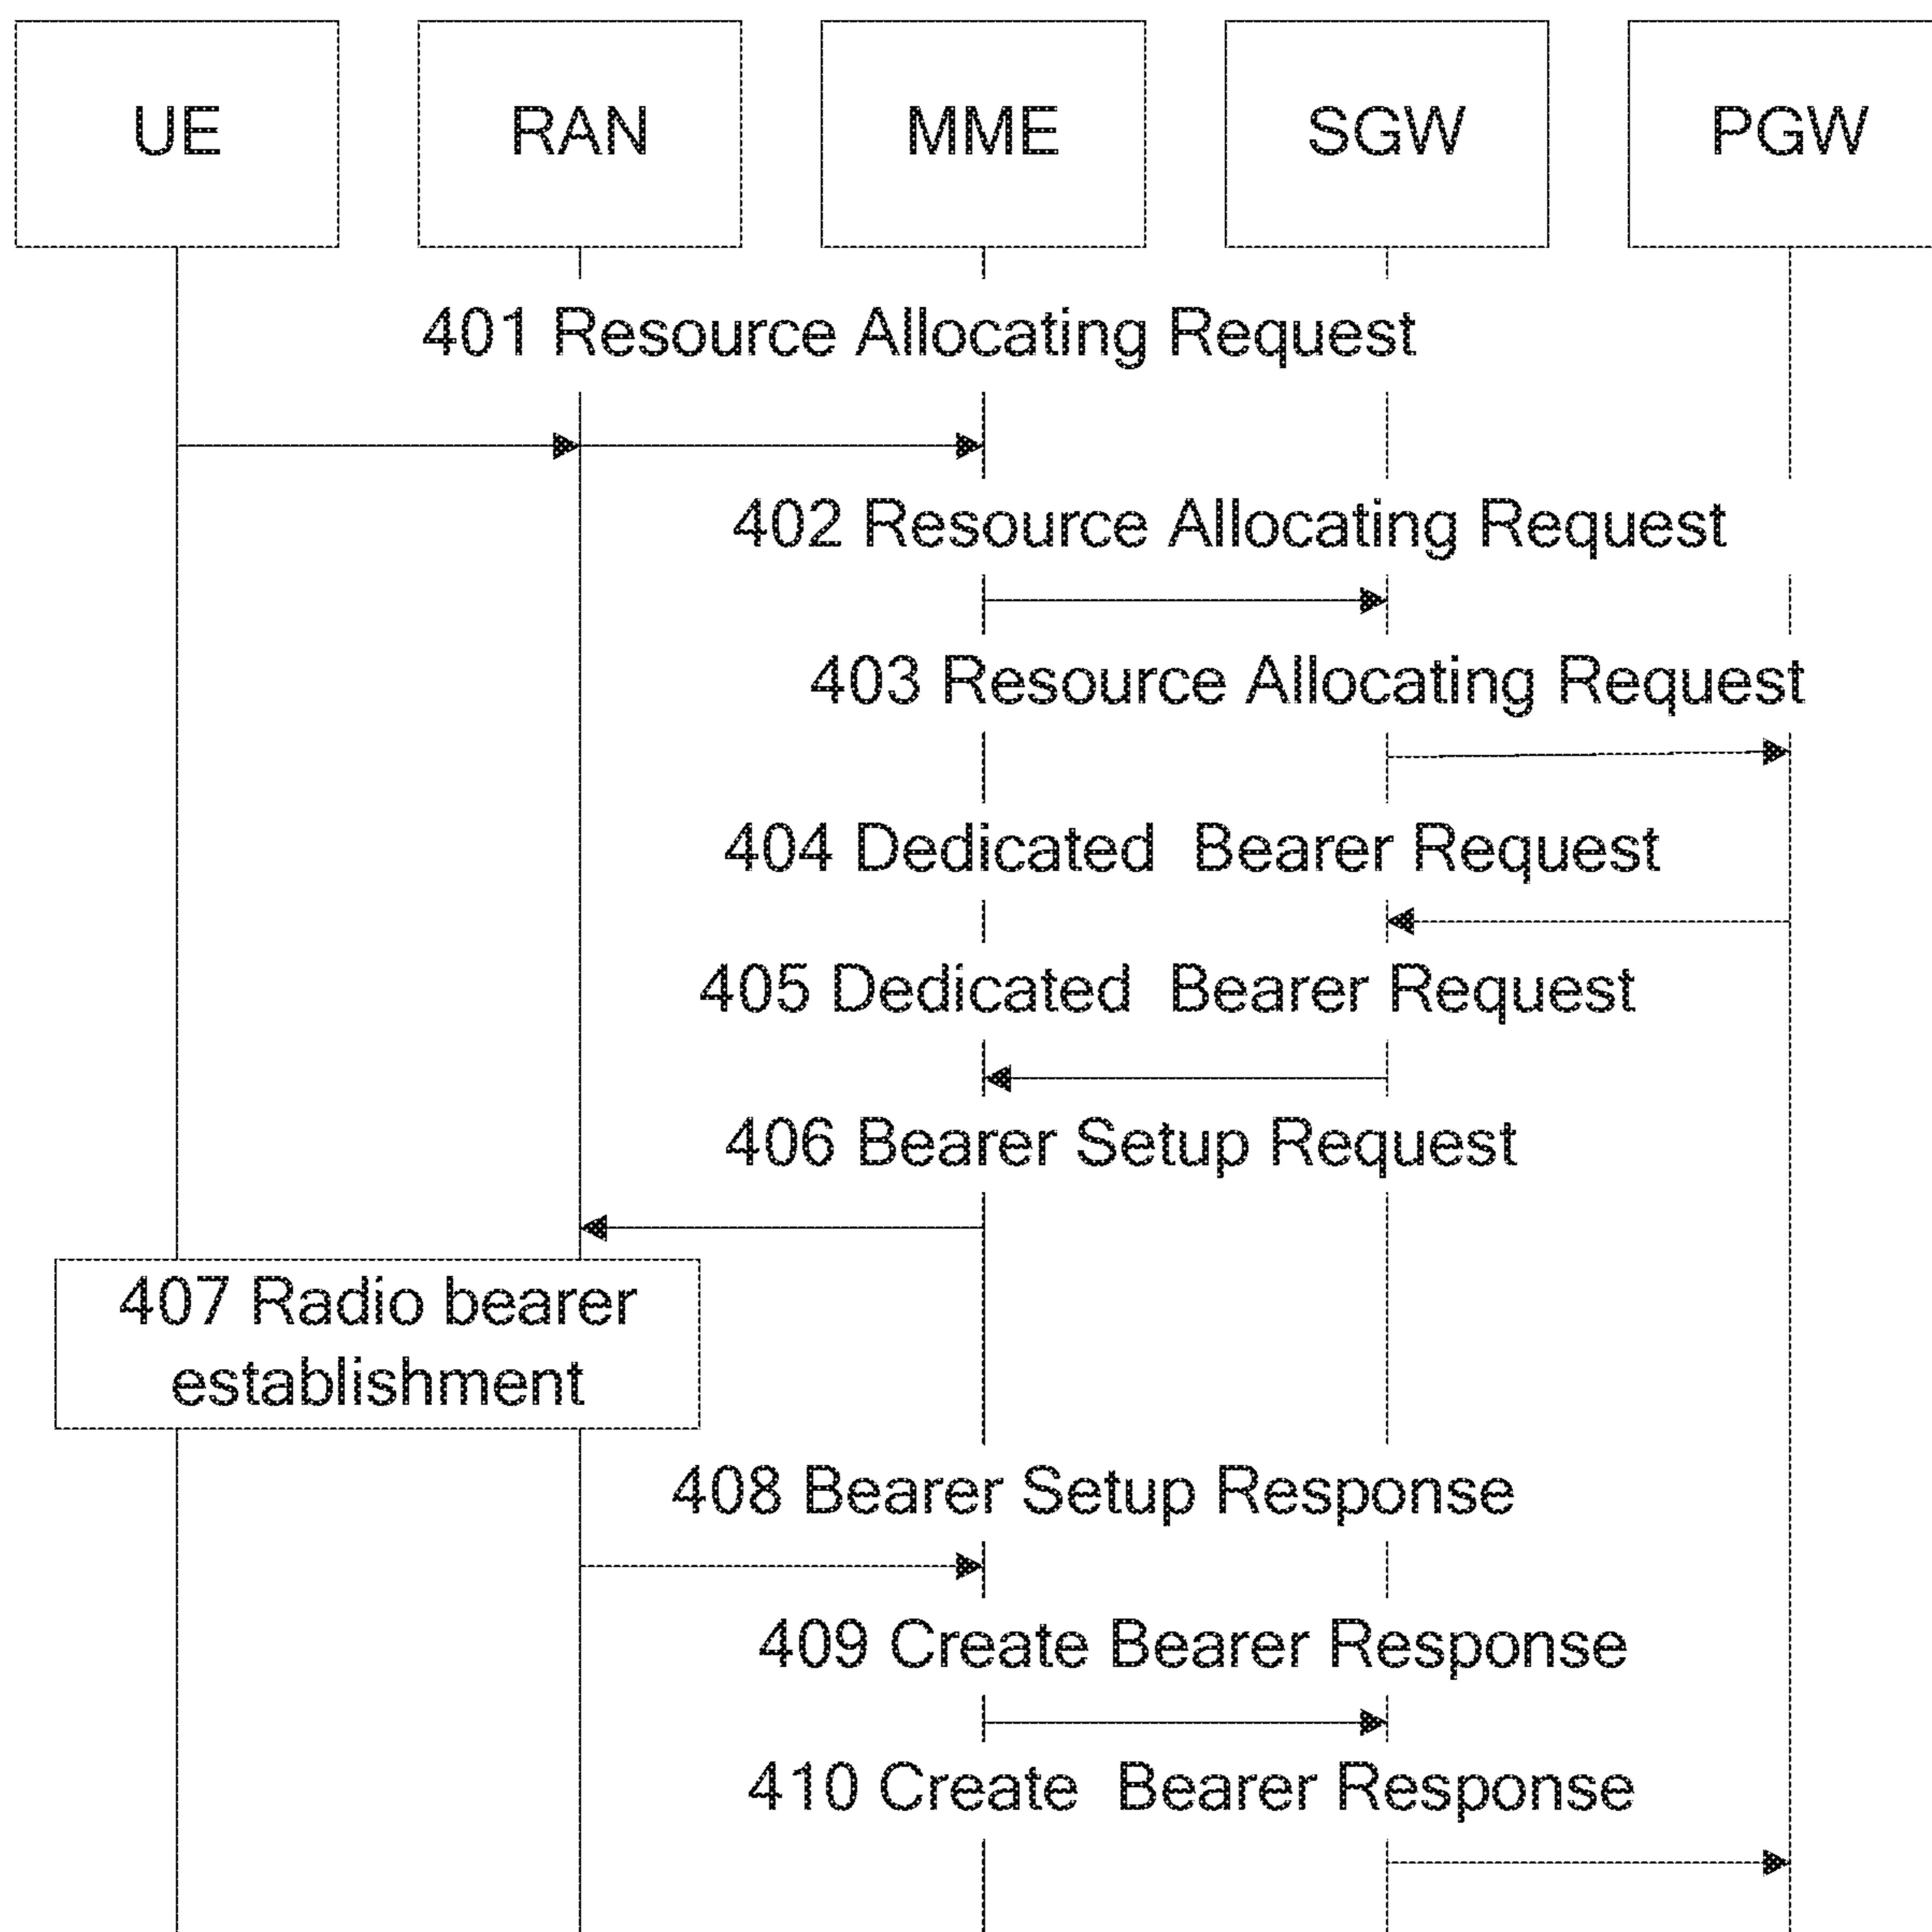 UE
RAN
MME
SGW
PGW
401 Resource Allocating Request
402 Resource Allocating Request
403 Resource Allocating Request
404 Dedicated Bearer Request
405 Dedicated Bearer Request
406 Bearer Setup Request
407 Radio bearer
establishment
408 Bearer Setup Response
409 Create Bearer Response
410 Create Bearer Response